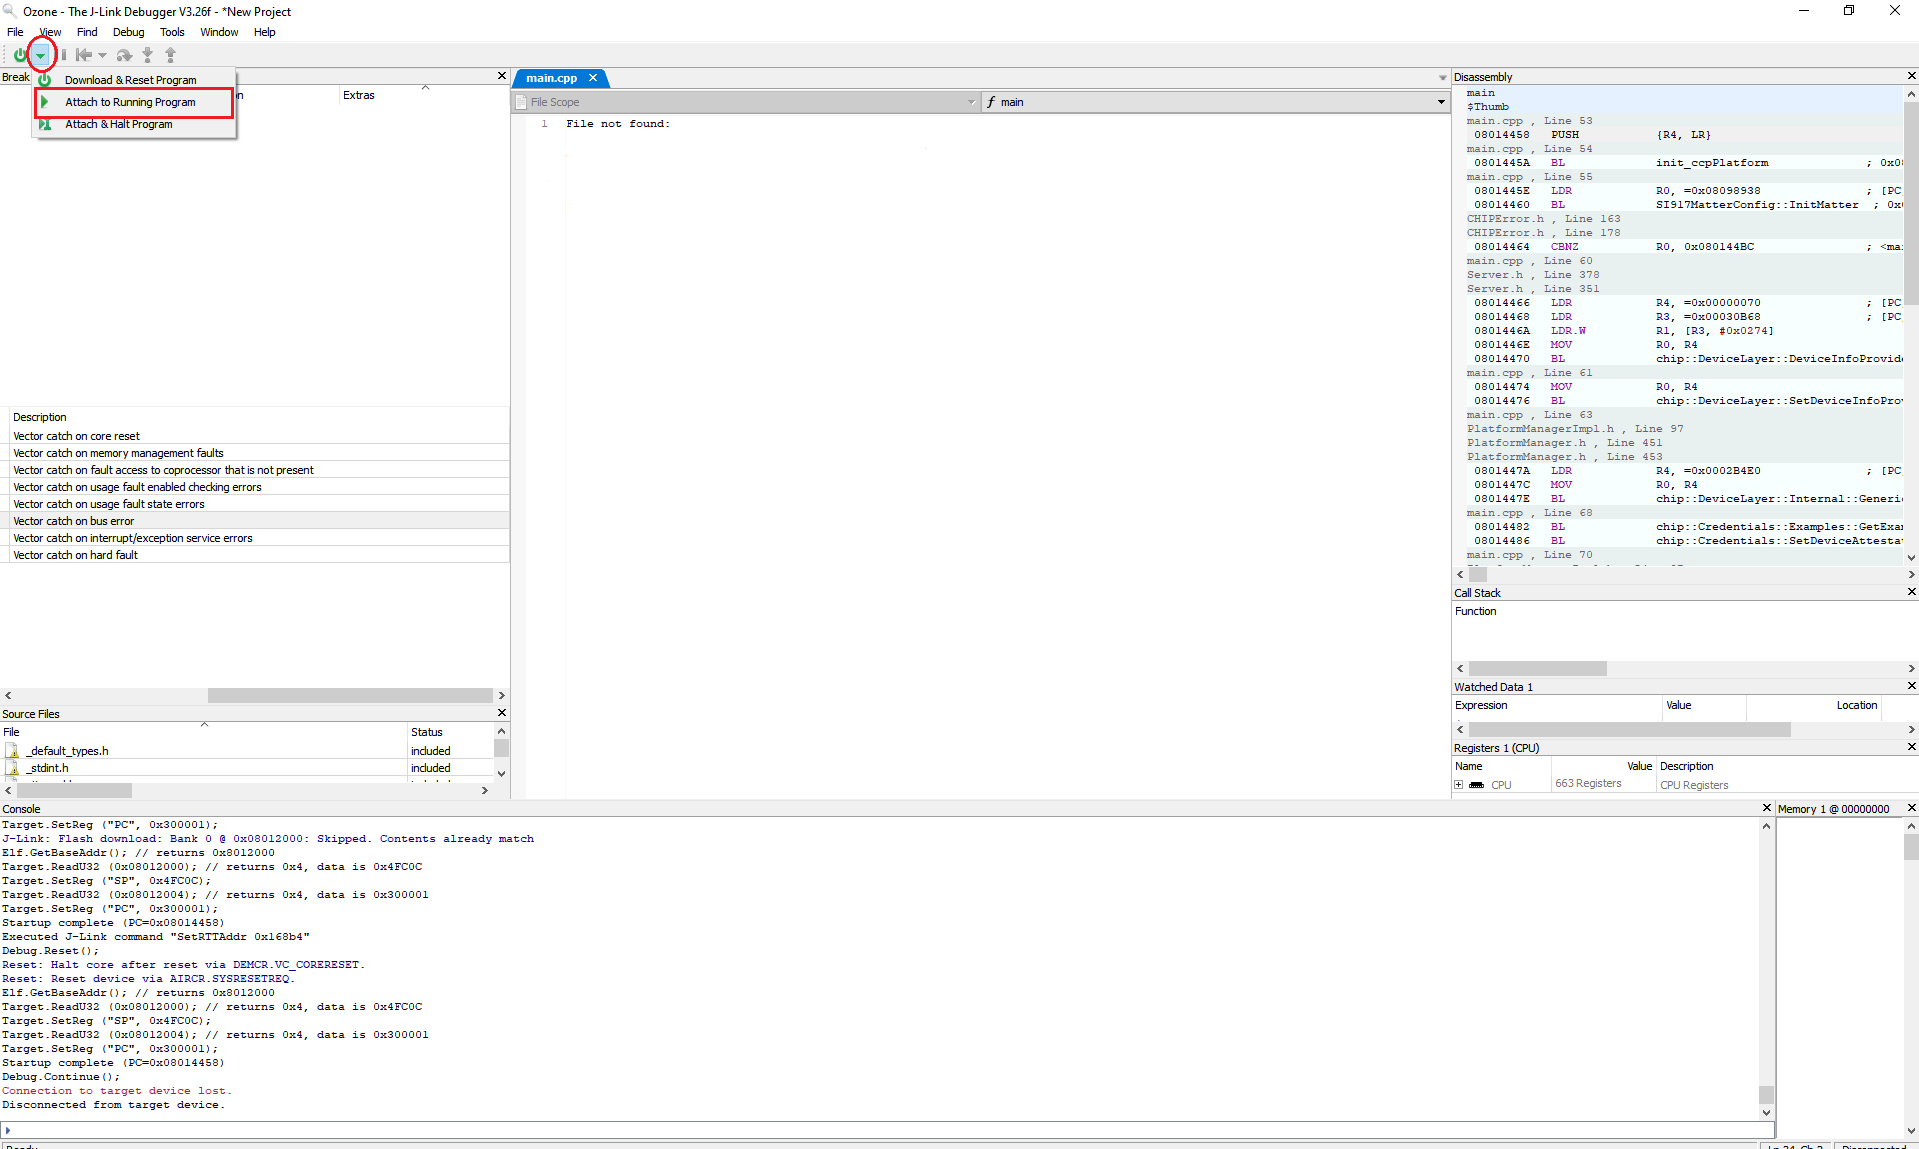 Ozone - The J-Link Debugger V3.26f - *New Project
File View Find Debug Tools Window Help
Break
Download & Reset Program
Attach to Running Program
Attach & Halt Program
Extras
Description
Vector catch on core reset
Vector catch on memory management faults
Vector catch on fault access to coprocessor that is not present
Vector catch on usage fault enabled checking errors
Vector catch on usage fault state errors
Vector catch on bus error
Vector catch on interrupt/exception service errors
Vector catch on hard fault
Source Files
File Status
_default_types.h included
_stdint.h included
main.cpp
File Scope main
1 File not found:
Disassembly
main
$Thumb
main.cpp , Line 53
08014458 PUSH {R4, LR}
main.cpp , Line 54
0801445A BL init_ccpPlatform ; 0x0
main.cpp , Line 55
0801445E LDR R0, =0x08098938 ; [PC
08014460 BL SI917MatterConfig::InitMatter ; 0x
CHIPError.h , Line 163
CHIPError.h , Line 178
08014464 CBNZ R0, 0x080144BC ; <ma
main.cpp , Line 60
Server.h , Line 378
Server.h , Line 351
08014466 LDR R4, =0x00000070 ; [PC
08014468 LDR R3, =0x00030B68 ; [PC
0801446A LDR.W R1, [R3, #0x0274]
0801446E MOV R0, R4
08014470 BL chip::DeviceLayer::DeviceInfoProvid
main.cpp , Line 61
08014474 MOV R0, R4
08014476 BL chip::DeviceLayer::SetDeviceInfoPro
main.cpp , Line 63
PlatformManagerImpl.h , Line 97
PlatformManager.h , Line 451
PlatformManager.h , Line 453
0801447A LDR R4, =0x0002B4E0 ; [PC
0801447C MOV R0, R4
0801447E BL chip::DeviceLayer::Internal::Generi
main.cpp , Line 68
08014482 BL chip::Credentials::Examples::GetExa
08014486 BL chip::Credentials::SetDeviceAttesta
main.cpp , Line 70
Call Stack
Function
Watched Data 1
Expression Value Location
Registers 1 (CPU)
Name Value Description
CPU 663 Registers CPU Registers
Console
Target.SetReg ("PC", 0x300001);
J-Link: Flash download: Bank 0 @ 0x08012000: Skipped. Contents already match
Elf.GetBaseAddr(); // returns 0x8012000
Target.ReadU32 (0x08012000); // returns 0x4, data is 0x4FC0C
Target.SetReg ("SP", 0x4FC0C);
Target.ReadU32 (0x08012004); // returns 0x4, data is 0x300001
Target.SetReg ("PC", 0x300001);
Startup complete (PC=0x08014458)
Executed J-Link command "SetRTTAddr 0x168b4"
Debug.Reset();
Reset: Halt core after reset via DEMCR.VC_CORERESET.
Reset: Reset device via AIRCR.SYSRESETREQ.
Elf.GetBaseAddr(); // returns 0x8012000
Target.ReadU32 (0x08012000); // returns 0x4, data is 0x4FC0C
Target.SetReg ("SP", 0x4FC0C);
Target.ReadU32 (0x08012004); // returns 0x4, data is 0x300001
Target.SetReg ("PC", 0x300001);
Startup complete (PC=0x08014458)
Debug.Continue();
Connection to target device lost.
Disconnected from target device.
Memory 1 @ 00000000